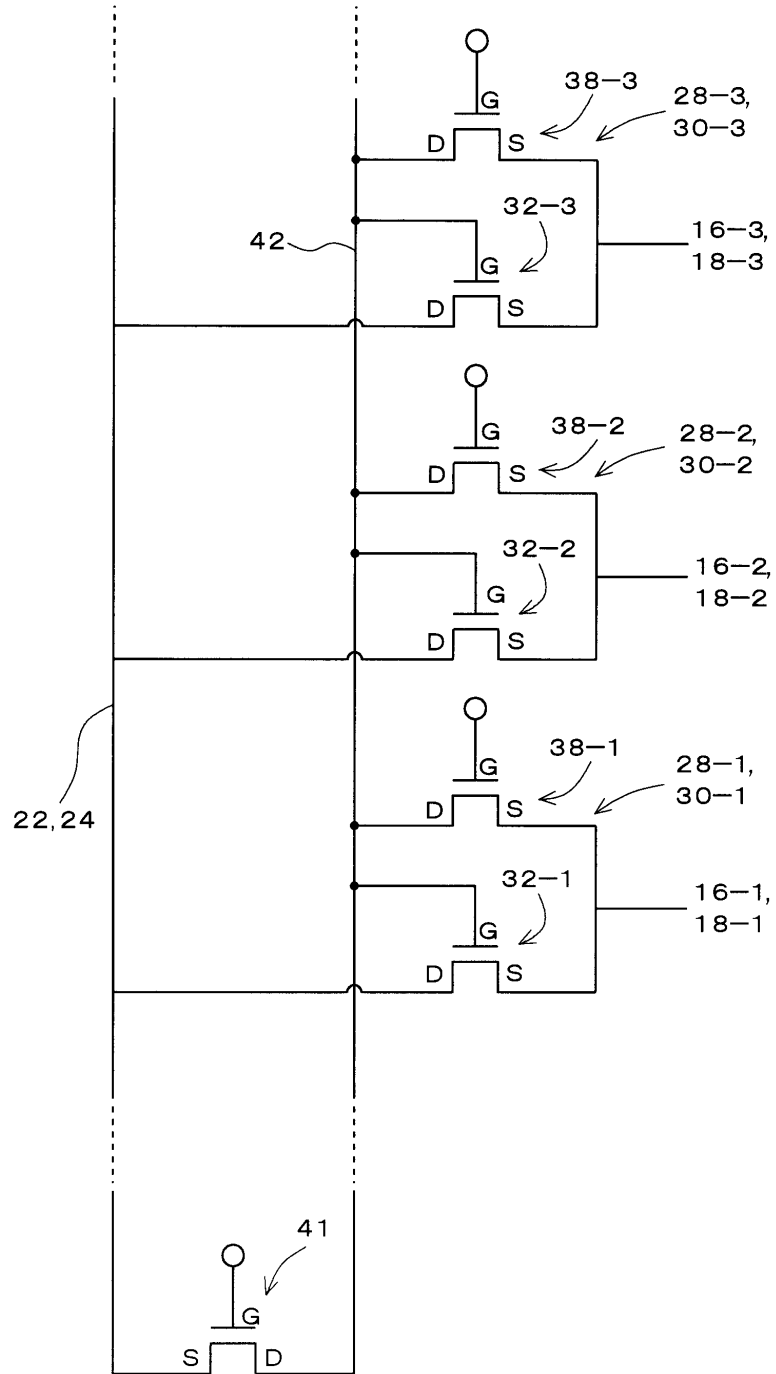 G
38-3
28-3,
30-3
D
S
32-3
16-3,
18-3
42
G
D
S
G
38-2
28-2,
30-2
D
S
32-2
16-2,
18-2
G
D
S
G
38-1
28-1,
30-1
D
S
22,24
32-1
16-1,
18-1
G
D
S
41
G
S
D